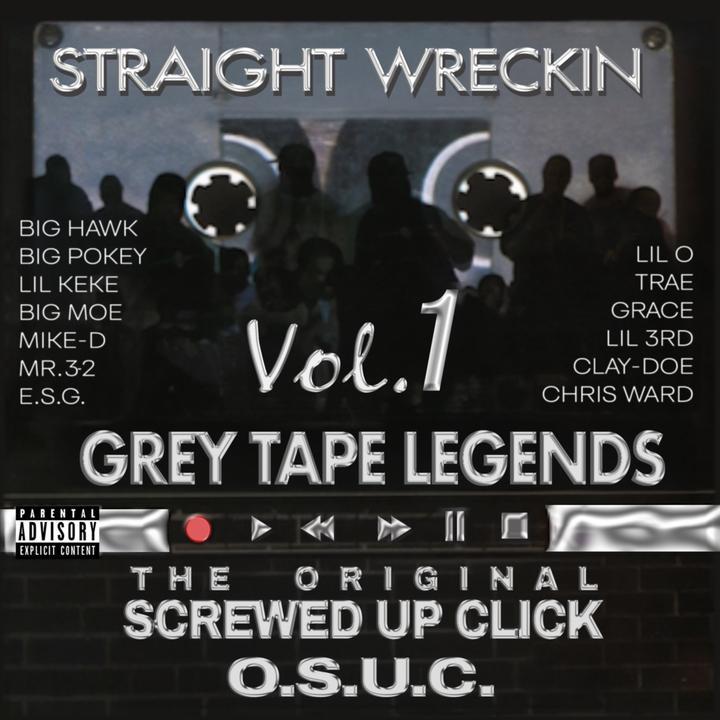 STRAIGHT WRECKIN
BIG HAWK
BIG POKEY
LIL KEKE
BIG MOE
MIKE-D
MR.3-2
E.S.G.
LIL O
TRAE
GRACE
LIL 3RD
CLAY-DOE
CHRIS WARD
Vol.1
GREY TAPE LEGENDS
PARENTAL
ADVISORY
EXPLICIT CONTENT
THE ORIGINAL
SCREWED UP CLICK
O.S.U.C.